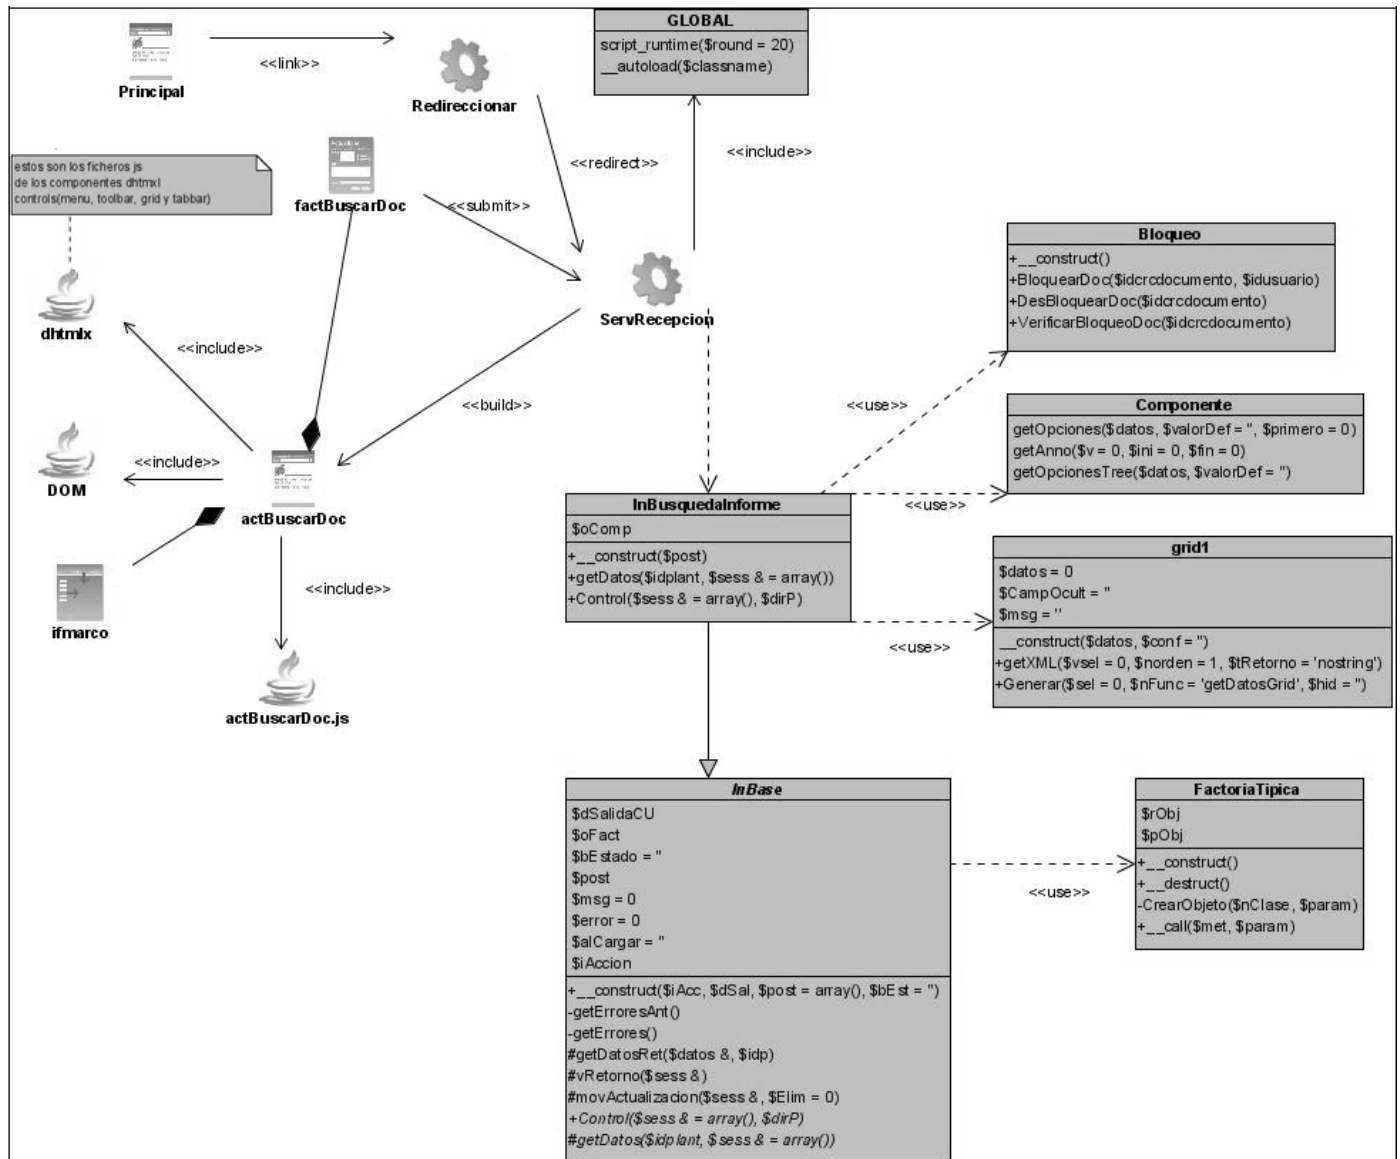 GLOBAL
script_runtime($round = 20)
__autoload($classname)
<<link>>
Principal
Redireccionar
<<redirect>>
<<include>>
estos son los ficheros js
de los componentes dhtmxl
controls(menu, toolbar, grid y tabbar)
factBuscarDoc
<<submit>>
Bloqueo
+__construct()
+BloquearDoc($idcrcdocumento, $idusuario)
+DesBloquearDoc($idcrcdocumento)
+VerificarBloqueoDoc($idcrcdocumento)
ServRecepcion
dhtmlx
<<include>>
<<build>>
<<use>>
Componente
getOpciones($datos, $valorDef = '', $primero = 0)
getAnno($v = 0, $ini = 0, $fin = 0)
getOpcionesTree($datos, $valorDef = '')
<<include>>
DOM
actBuscarDoc
InBusquedaInforme
$oComp
+__construct($post)
+getDatos($idplant, $sess & = array())
+Control($sess & = array(), $dirP)
<<use>>
grid1
$datos = 0
$CampOcult = ''
$msg = ''
__construct($datos, $conf = '')
+getXML($vsel = 0, $norden = 1, $tRetorno = 'nostring')
+Generar($sel = 0, $nFunc = 'getDatosGrid', $hid = '')
<<include>>
ifmarco
<<use>>
actBuscarDoc.js
InBase
$dSalidaCU
$oFact
$bEstado = ''
$post
$msg = 0
$error = 0
$alCargar = ''
$iAccion
+__construct($iAcc, $dSal, $post = array(), $bEst = '')
-getErroresAnt()
-getErrores()
#getDatosRet($datos &, $idp)
#vRetorno($sess &)
#movActualizacion($sess &, $Elim = 0)
+Control($sess & = array(), $dirP)
#getDatos($idplant, $sess & = array())
<<use>>
FactoriaTipica
$rObj
$pObj
+__construct()
+__destruct()
-CrearObjeto($nClase, $param)
+__call($met, $param)